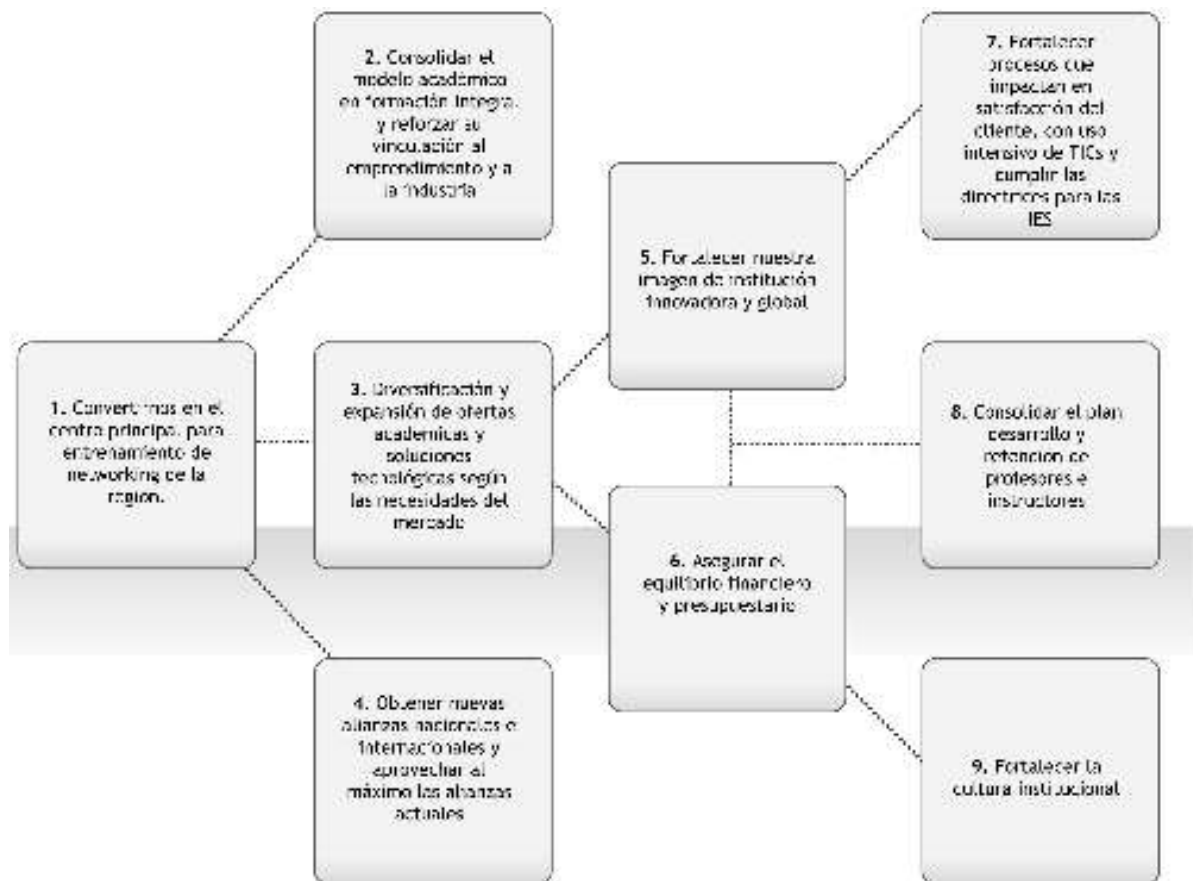 2. Consolidar el
modelo académico
en formación integral
y reforzar su
vinculación al
emprendimiento y a
la industria
7. Fortalecer
procesos que
impactan en
satisfacción del
cliente, con uso
intensivo de TICs y
cumplir las
directrices para las
IES
5. Fortalecer nuestra
imagen de institución
innovadora y global
1. Convertirnos en el
centro principal para
entrenamiento de
networking de la
región.
3. Diversificación y
expansión de ofertas
académicas y
soluciones
tecnológicas según
las necesidades del
mercado
8. Consolidar el plan
desarrollo y
retención de
profesores e
instructores
6. Asegurar el
equilibrio financiero
y presupuestario
4. Obtener nuevas
alianzas nacionales e
internacionales y
aprovechar al
máximo las alianzas
actuales
9. Fortalecer la
cultura institucional